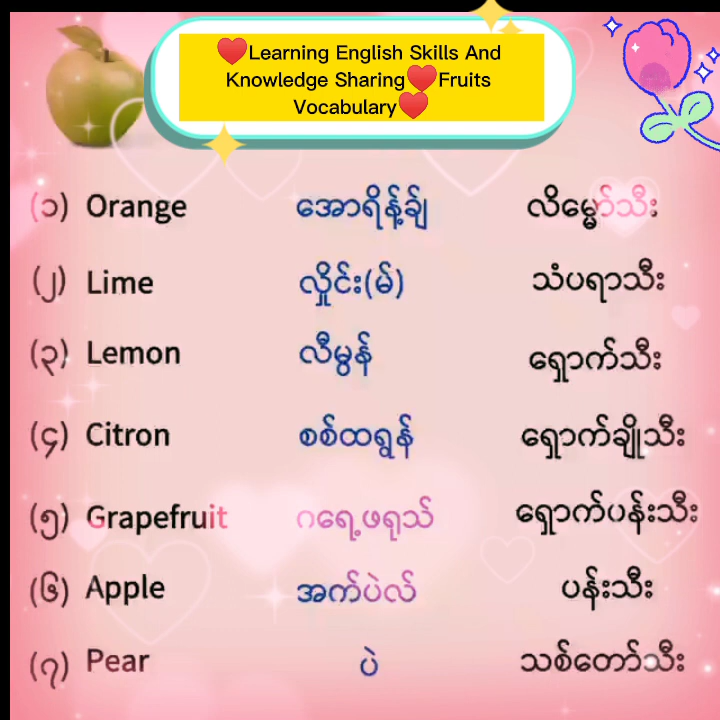 ❤️Learning English Skills And
Knowledge Sharing❤️Fruits
Vocabulary❤️
(၁) Orange အောရိန့်ချ် လိမ္မော်သီး
(၂) Lime လှိုင်း(မ်) သံပရာသီး
(၃) Lemon လီမွန် ရှောက်သီး
(၄) Citron စစ်ထရွန် ရှောက်ချိုသီး
(၅) Grapefruit ဂရေ့ဖရုသ် ရှောက်ပန်းသီး
(၆) Apple အက်ပဲလ် ပန်းသီး
(၇) Pear ပဲ သစ်တော်သီး